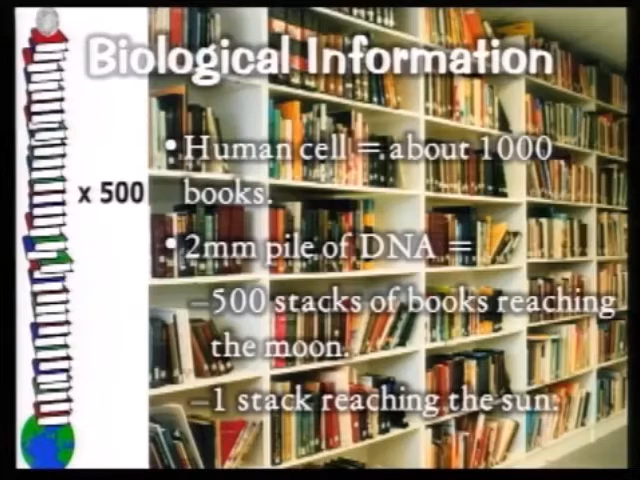 Biological Information
• Human cell = about 1000
books.
x 500
• 2mm pile of DNA =
–500 stacks of books reaching
the moon.
–1 stack reaching the sun.